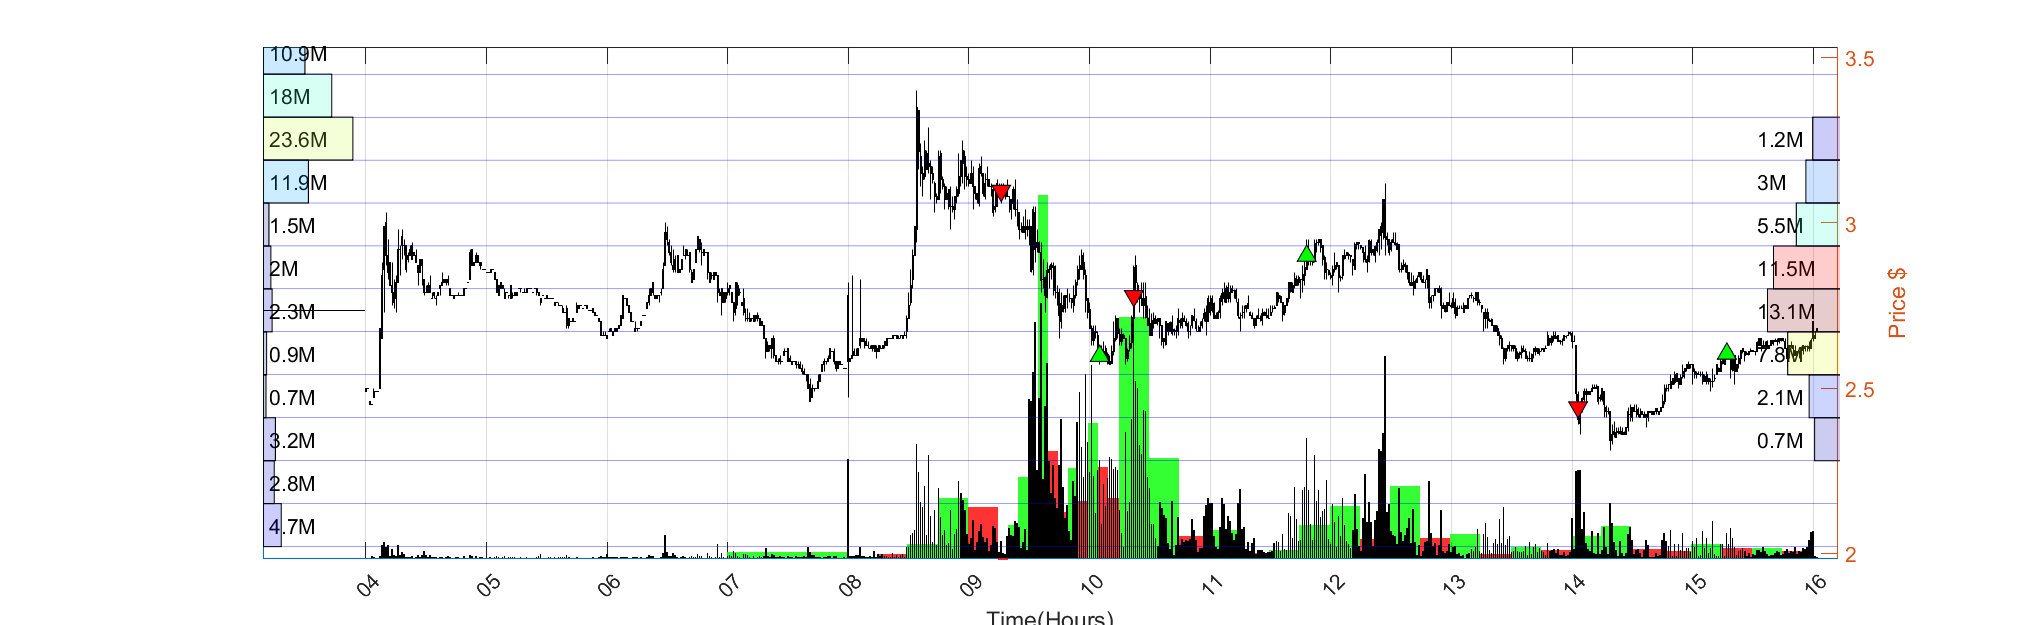 10.9M
18M
23.6M
11.9M
1.5M
2M
2.3M
0.9M
0.7M
3.2M
2.8M
4.7M
1.2M
3M
5.5M
11.5M
13.1M
7.8M
2.1M
0.7M
3.5
3
2.5
2
Price $
04 05 06 07 08 09 10 11 12 13 14 15 16
Time(Hours)